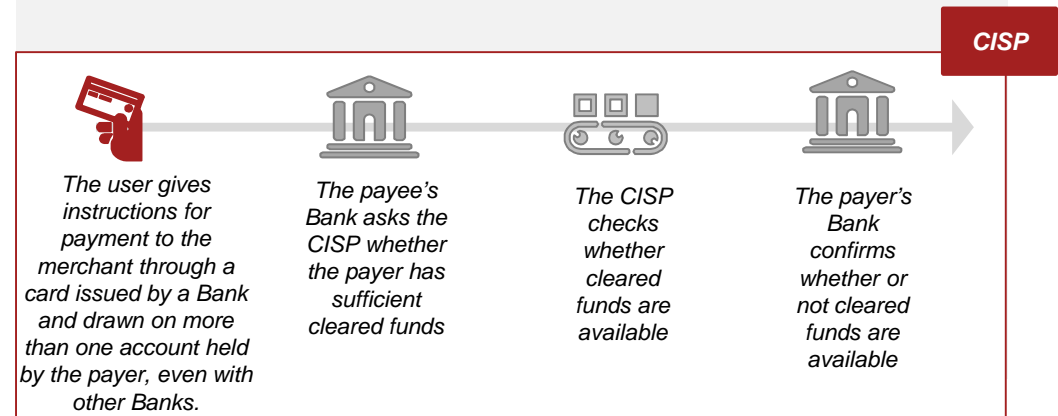 CISP
The user gives
instructions for
payment to the
merchant through a
card issued by a Bank
and drawn on more
than one account held
by the payer, even with
other Banks.
The payee's
Bank asks the
CISP whether
the payer has
sufficient
cleared funds
The CISP
checks
whether
cleared
funds are
available
The payer's
Bank
confirms
whether or
not cleared
funds are
available